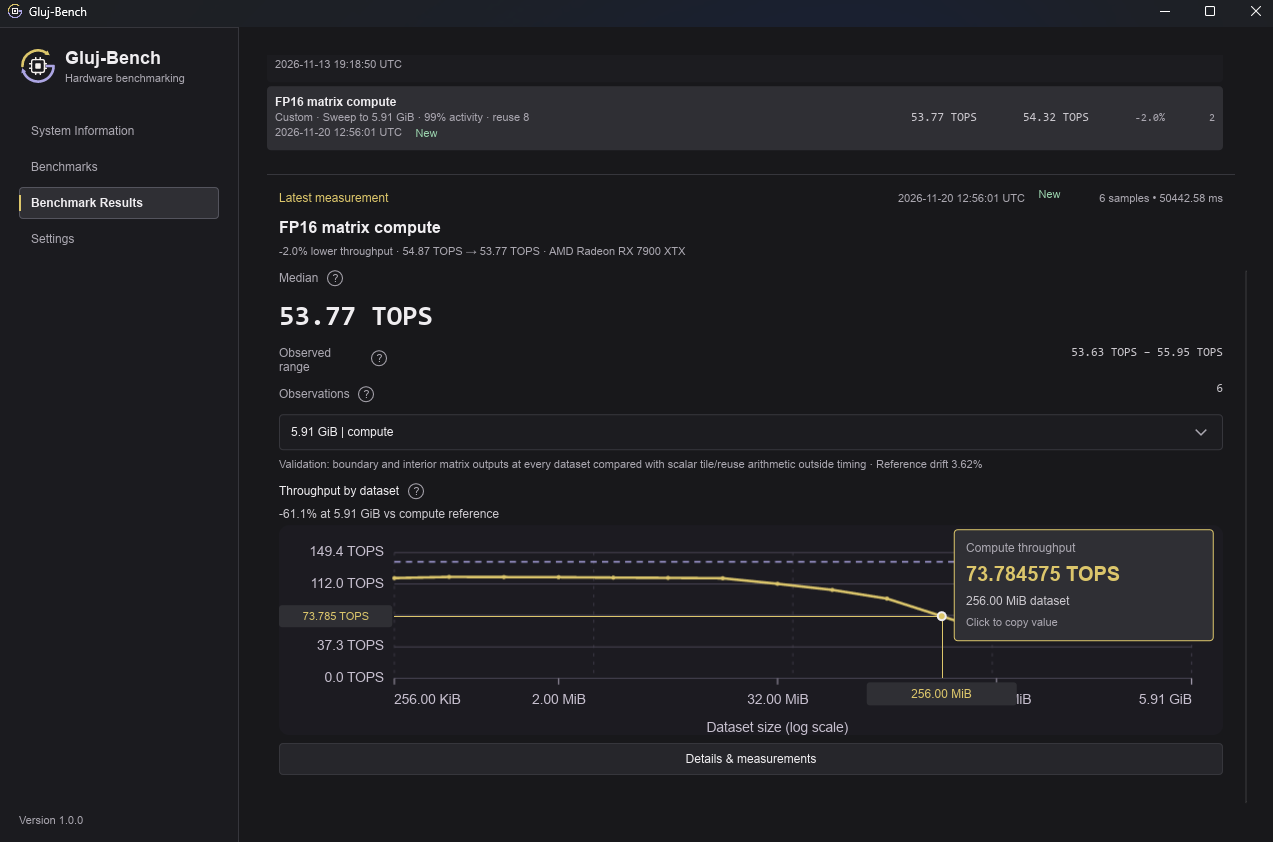 Gluj-Bench
Gluj-Bench
Hardware benchmarking
System Information
Benchmarks
Benchmark Results
Settings
Version 1.0.0
2026-11-13 19:18:50 UTC
FP16 matrix compute
Custom · Sweep to 5.91 GiB · 99% activity · reuse 8
2026-11-20 12:56:01 UTC New
53.77 TOPS 54.32 TOPS -2.0% 2
Latest measurement 2026-11-20 12:56:01 UTC New 6 samples • 50442.58 ms
FP16 matrix compute
-2.0% lower throughput · 54.87 TOPS → 53.77 TOPS · AMD Radeon RX 7900 XTX
Median ?
53.77 TOPS
Observed range ? 53.63 TOPS – 55.95 TOPS
Observations ? 6
5.91 GiB | compute
Validation: boundary and interior matrix outputs at every dataset compared with scalar tile/reuse arithmetic outside timing · Reference drift 3.62%
Throughput by dataset ?
-61.1% at 5.91 GiB vs compute reference
149.4 TOPS
112.0 TOPS
73.785 TOPS
37.3 TOPS
0.0 TOPS
Compute throughput
73.784575 TOPS
256.00 MiB dataset
Click to copy value
256.00 KiB 2.00 MiB 32.00 MiB 256.00 MiB iB 5.91 GiB
Dataset size (log scale)
Details & measurements